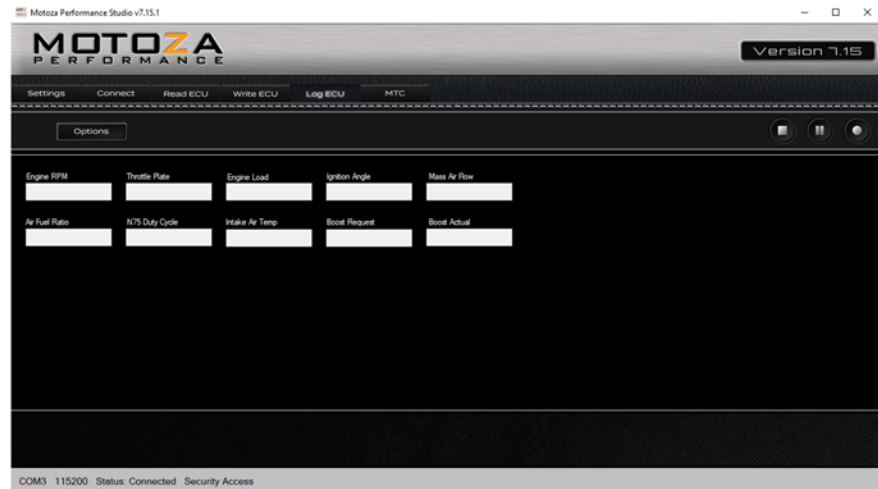 Motoza Performance Studio v7.15.1
MOTOZA
PERFORMANCE
Version 7.15
Settings Connect Read ECU Write ECU Log ECU MTC
Options
Engine RPM Throttle Plate Engine Load Ignition Angle Mass Air Flow
Air Fuel Ratio N75 Duty Cycle Intake Air Temp Boost Request Boost Actual
COM3 115200 Status: Connected Security Access